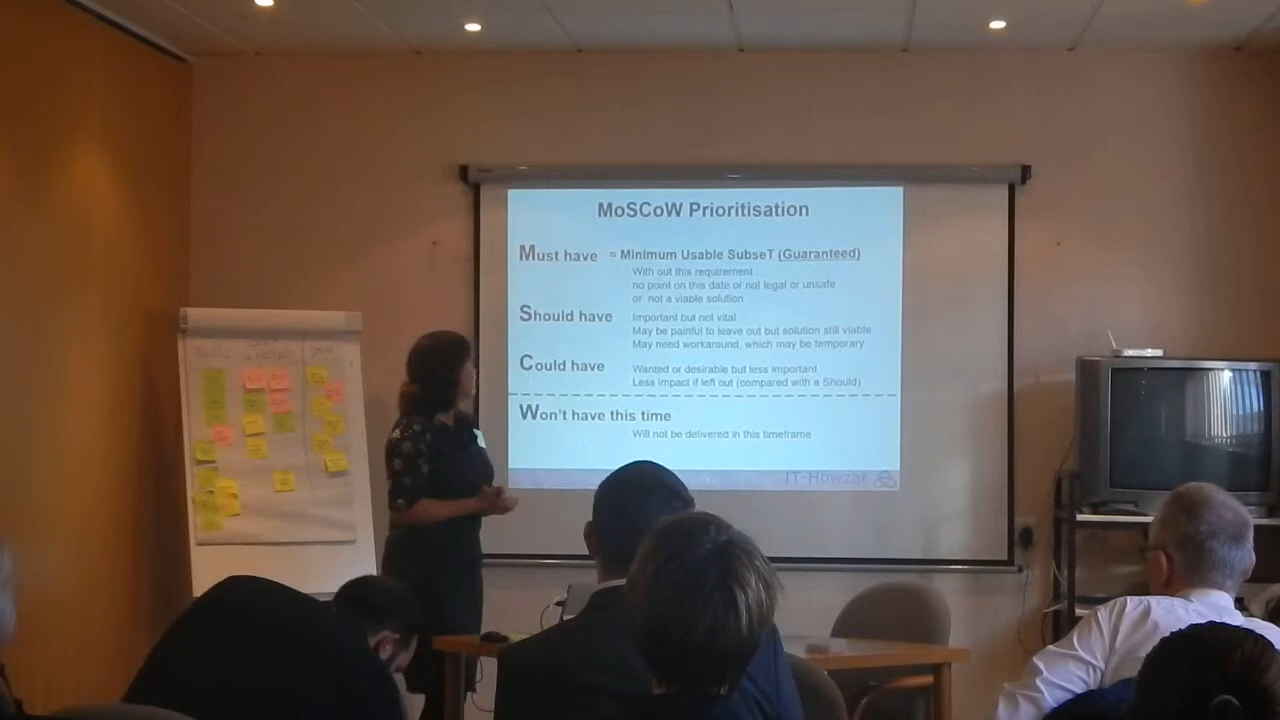 MoSCoW Prioritisation
Must have = Minimum Usable SubseT (Guaranteed)
With out this requirement ...
no point on this date or not legal or unsafe
or not a viable solution
Should have Important but not vital
May be painful to leave out but solution still viable
May need workaround, which may be temporary
Could have Wanted or desirable but less important
Less impact if left out (compared with a Should)
Won't have this time
Will not be delivered in this timeframe
IT-Howzat